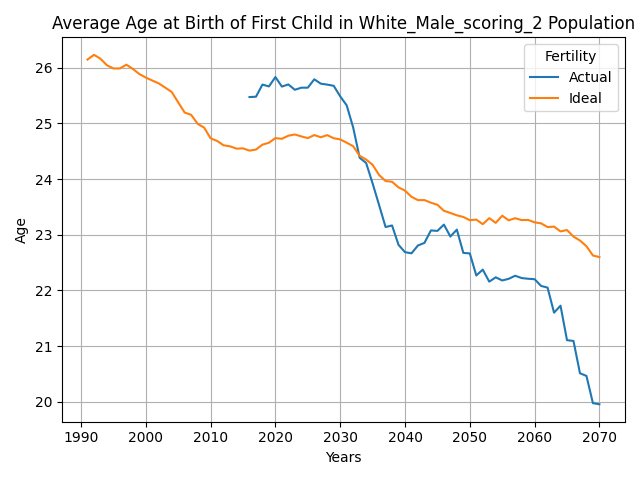 Average Age at Birth of First Child in White_Male_scoring_2 Population
Fertility
Actual
Ideal
Age
26
25
24
23
22
21
20
1990 2000 2010 2020 2030 2040 2050 2060 2070
Years